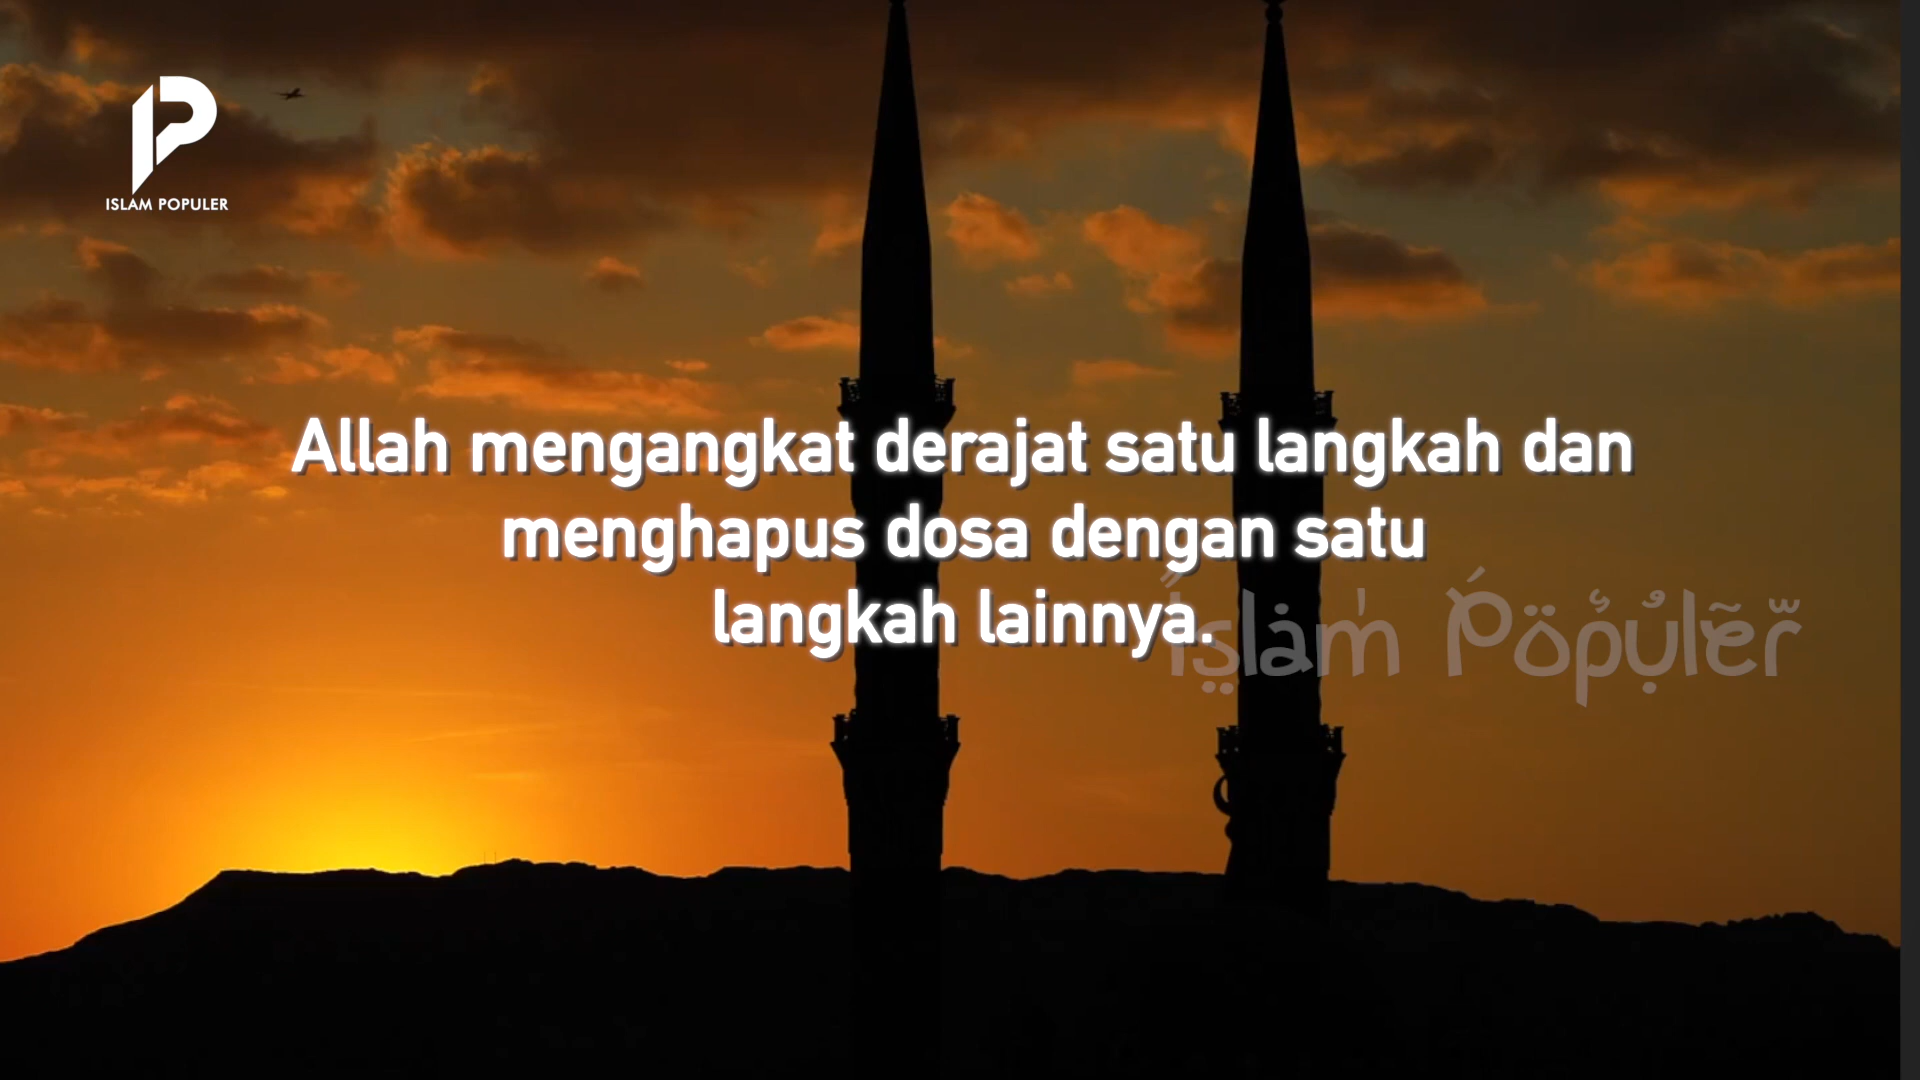 ISLAM POPULER
Allah mengangkat derajat satu langkah dan
menghapus dosa dengan satu
langkah lainnya.
Islam Populer